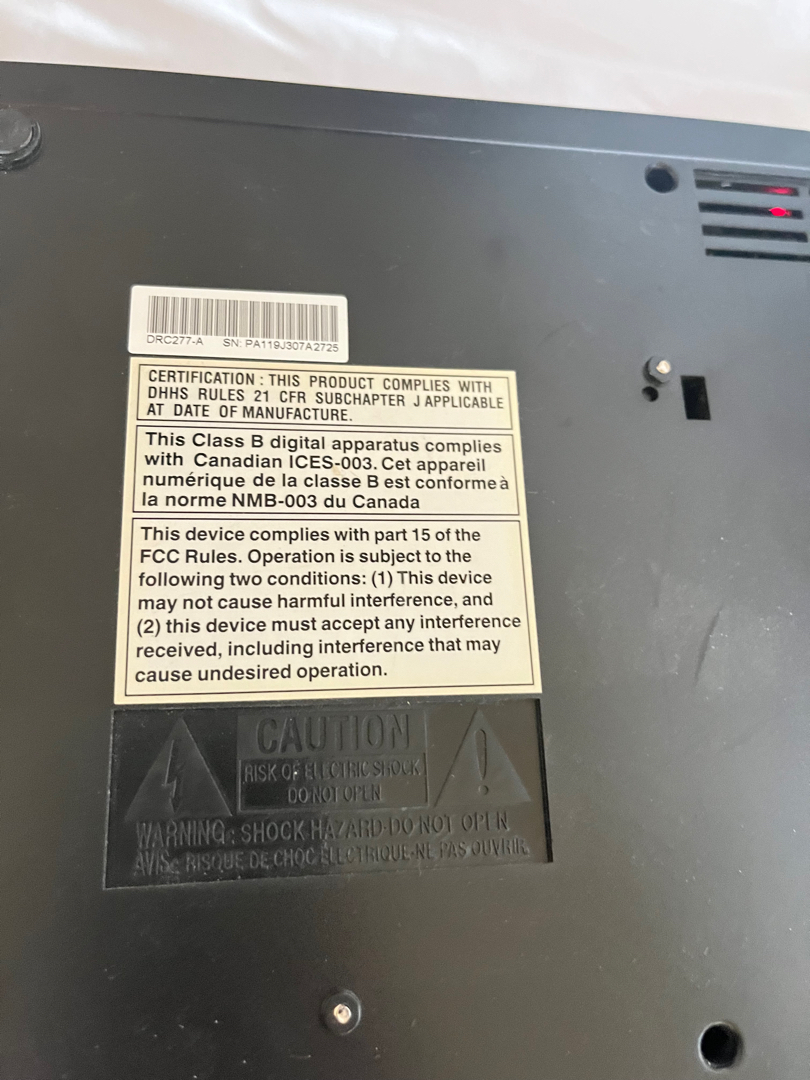 DRC277-A SN: PA119J307A2725
CERTIFICATION : THIS PRODUCT COMPLIES WITH
DHHS RULES 21 CFR SUBCHAPTER J APPLICABLE
AT DATE OF MANUFACTURE.
This Class B digital apparatus complies
with Canadian ICES-003. Cet appareil
numérique de la classe B est conforme à
la norme NMB-003 du Canada
This device complies with part 15 of the
FCC Rules. Operation is subject to the
following two conditions: (1) This device
may not cause harmful interference, and
(2) this device must accept any interference
received, including interference that may
cause undesired operation.
CAUTION
RISK OF ELECTRIC SHOCK
DO NOT OPEN
WARNING: SHOCK HAZARD-DO NOT OPEN
AVIS: RISQUE DE CHOC ÉLECTRIQUE-NE PAS OUVRIR.